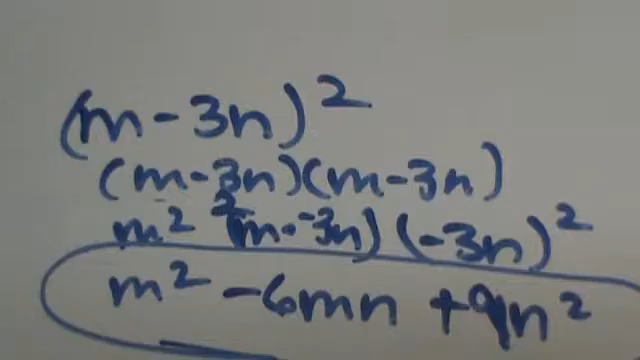 (m-3n)²
(m-3n)(m-3n)
m² 2(m·-3n) (-3n)²
m² -6mn +9n²